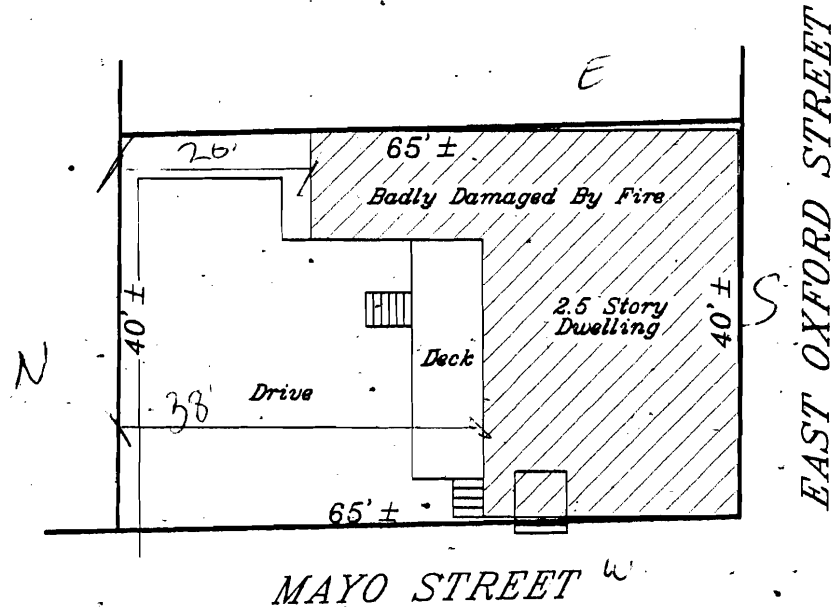 E
EAST OXFORD STREET
65' ±
Badly Damaged By Fire
40' ±
2.5 Story
Dwelling
40' ±
S
N
Deck
Drive
38'
65' ±
MAYO STREET
W